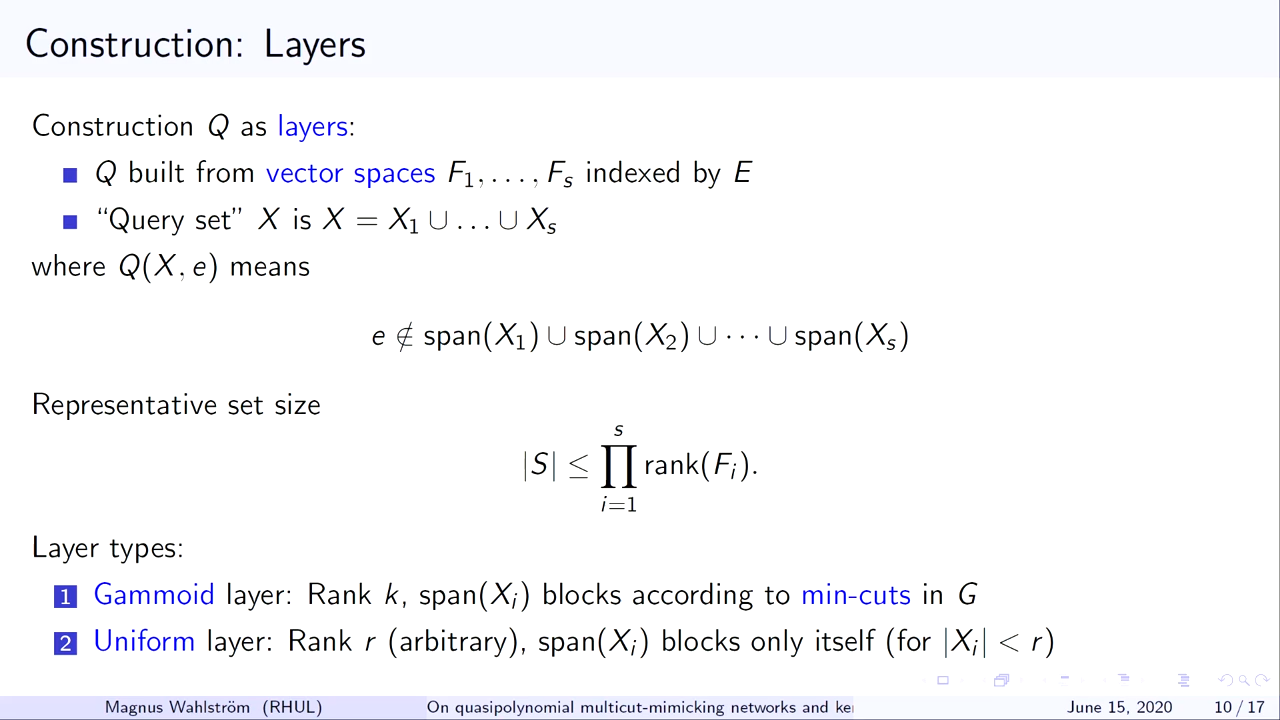 Construction: Layers
Construction Q as layers:
Q built from vector spaces F₁, . . . , Fₛ indexed by E
“Query set” X is X = X₁ ∪ . . . ∪ Xₛ
where Q(X, e) means
e ∉ span(X₁) ∪ span(X₂) ∪ · · · ∪ span(Xₛ)
Representative set size
|S| ≤ ∏ᵢ₌₁ˢ rank(Fᵢ).
Layer types:
1 Gammoid layer: Rank k, span(Xᵢ) blocks according to min-cuts in G
2 Uniform layer: Rank r (arbitrary), span(Xᵢ) blocks only itself (for |Xᵢ| < r)
Magnus Wahlström (RHUL) On quasipolynomial multicut-mimicking networks and June 15, 2020 10 / 17